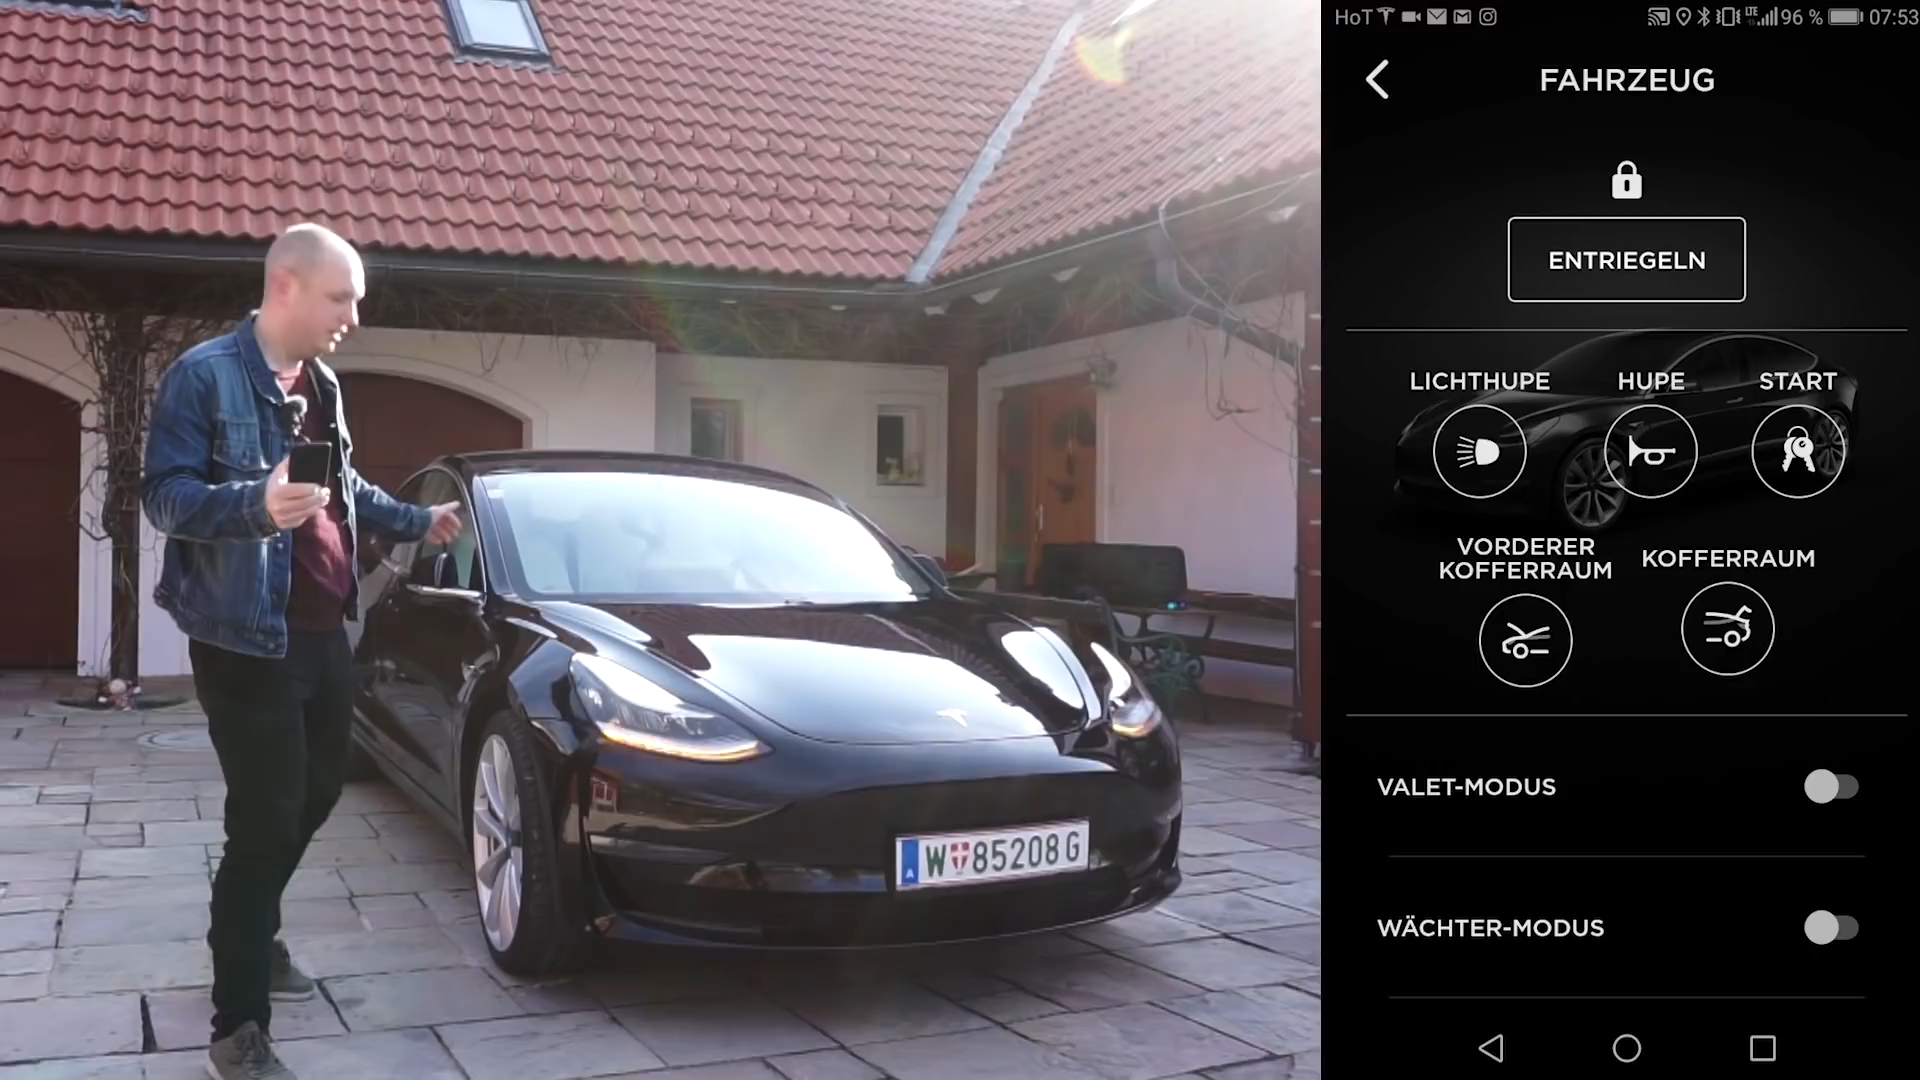 HoT
96 %
07:53
FAHRZEUG
ENTRIEGELN
LICHTHUPE
HUPE
START
VORDERER
KOFFERRAUM
KOFFERRAUM
VALET-MODUS
WÄCHTER-MODUS
W 85208 G
A